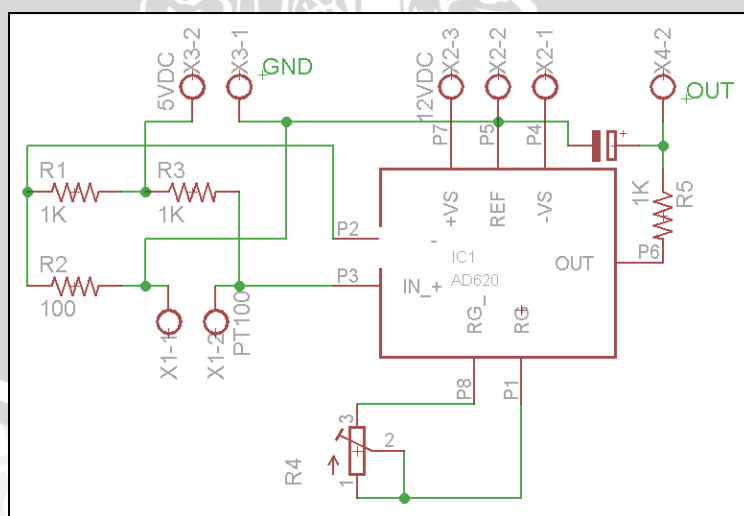 5VDC
X3-2
X3-1
GND
12VDC
X2-3
X2-2
X2-1
X4-2
OUT
P7
P5
P4
+
R1
1K
R3
1K
+VS
REF
-VS
1K
R5
P2
-
IC1
AD620
OUT
P6
R2
100
P3
IN_+
RG_
RG
X1-1
X1-2
PT100
P8
P1
R4
3
2
1